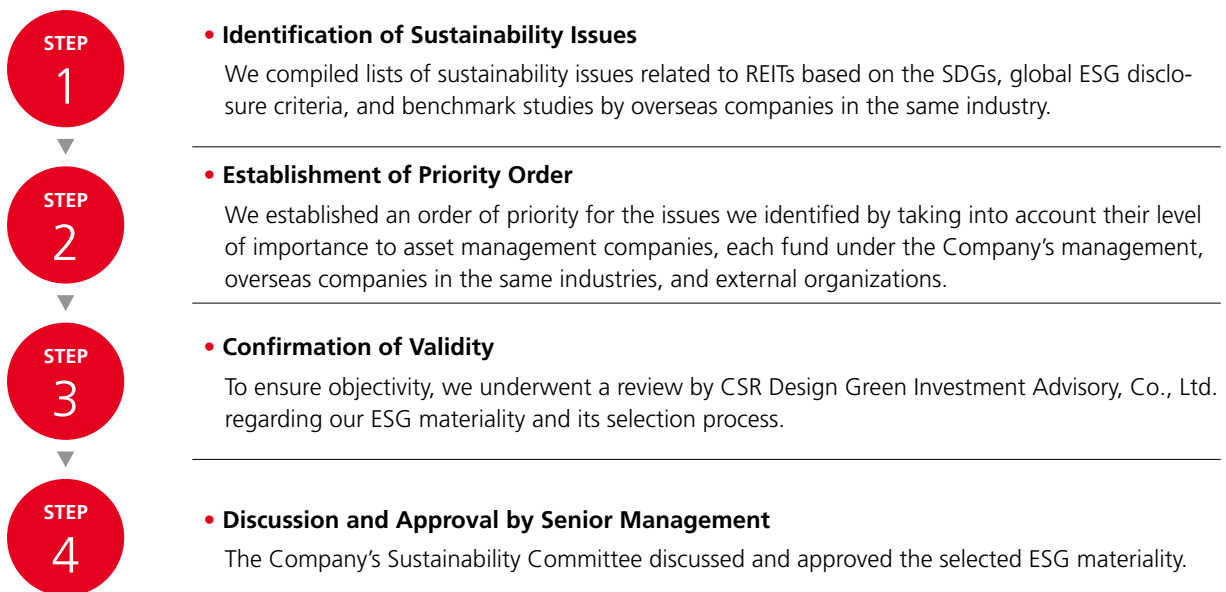 STEP
1
• Identification of Sustainability Issues
We compiled lists of sustainability issues related to REITs based on the SDGs, global ESG disclo-
sure criteria, and benchmark studies by overseas companies in the same industry.
STEP
2
• Establishment of Priority Order
We established an order of priority for the issues we identified by taking into account their level
of importance to asset management companies, each fund under the Company’s management,
overseas companies in the same industries, and external organizations.
STEP
3
• Confirmation of Validity
To ensure objectivity, we underwent a review by CSR Design Green Investment Advisory, Co., Ltd.
regarding our ESG materiality and its selection process.
STEP
4
• Discussion and Approval by Senior Management
The Company’s Sustainability Committee discussed and approved the selected ESG materiality.